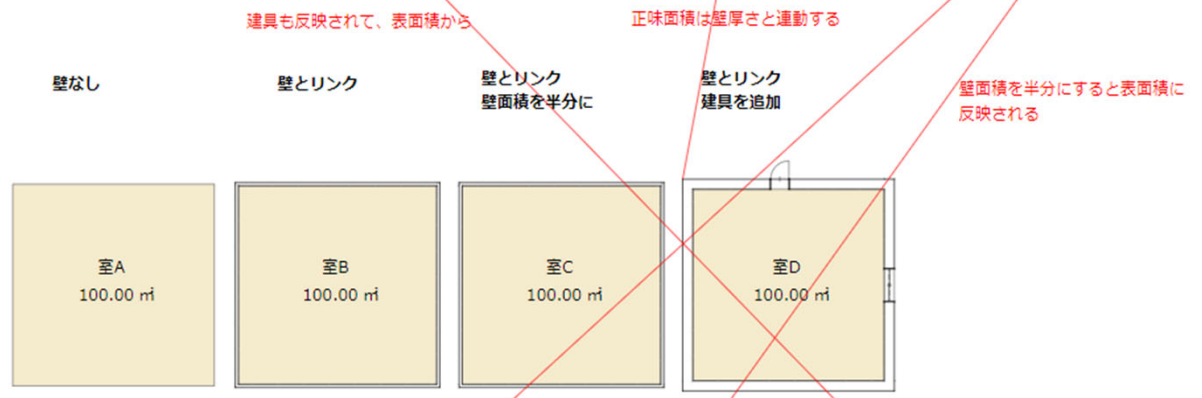 建具も反映されて、表面積から
正味面積は壁厚さと連動する
壁なし
壁とリンク
壁とリンク
壁面積を半分に
壁とリンク
建具を追加
壁面積を半分にすると表面積に
反映される
室A
100.00 ㎡
室B
100.00 ㎡
室C
100.00 ㎡
室D
100.00 ㎡